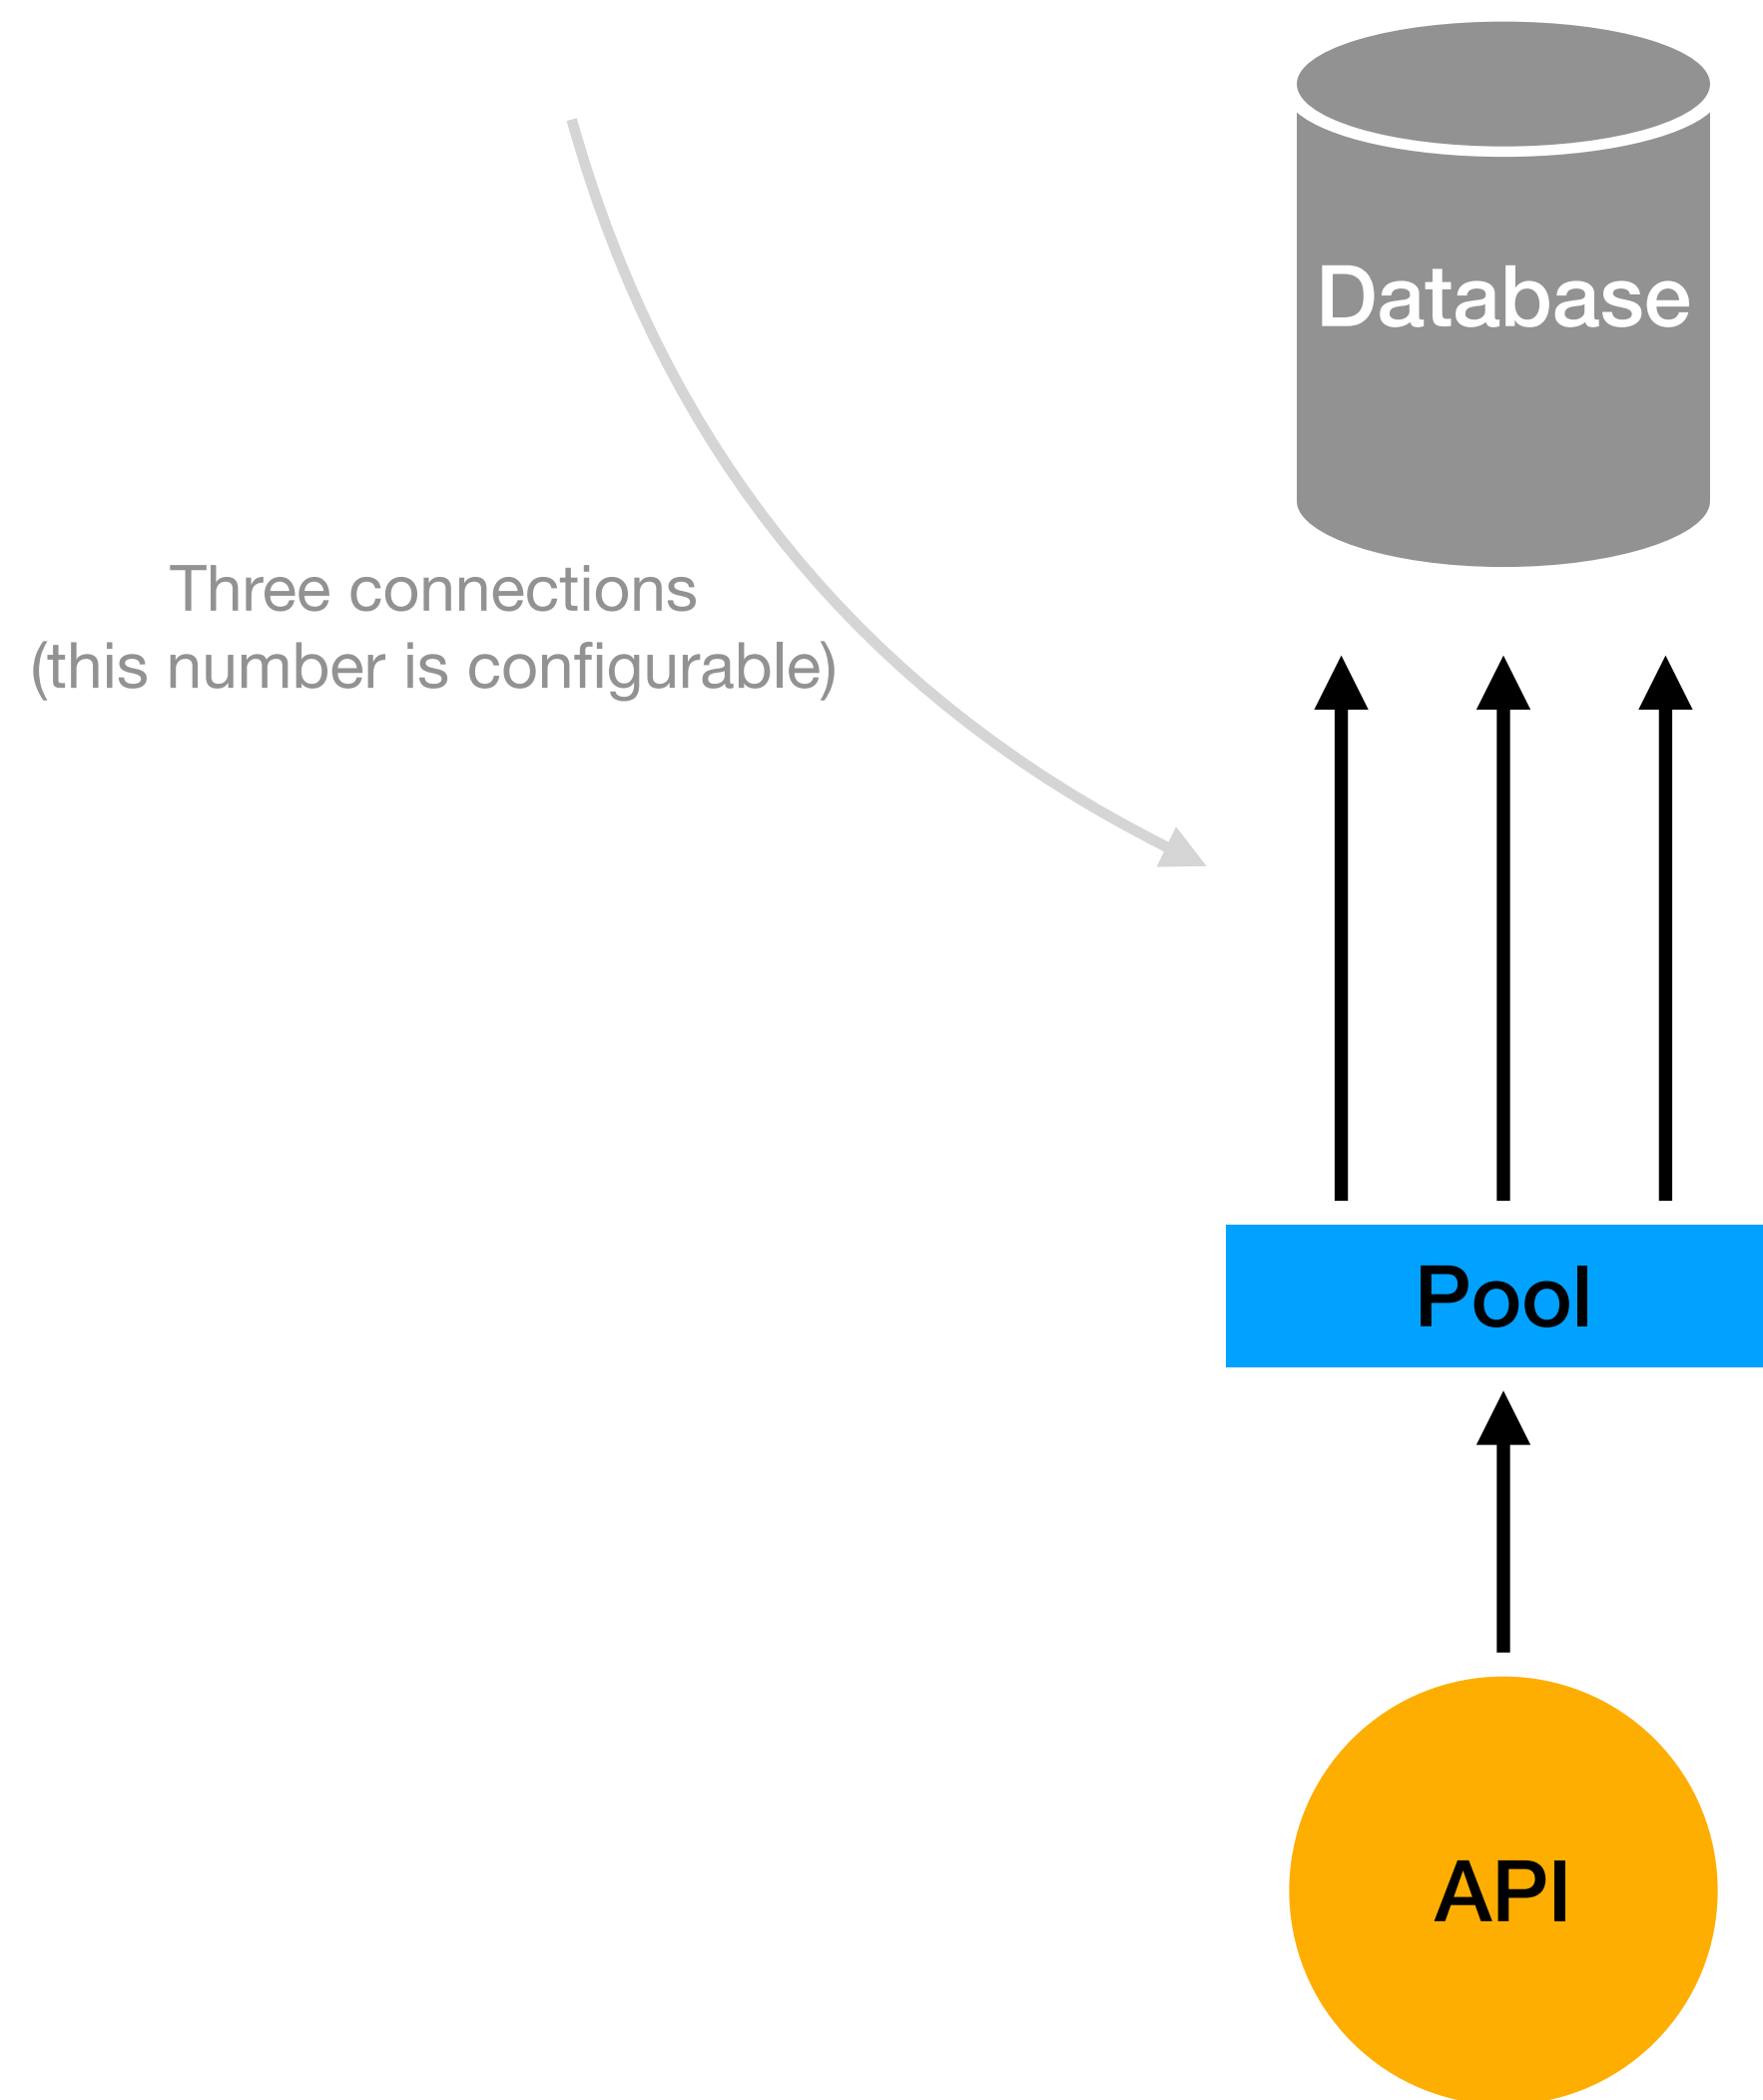 Database
Three connections
(this number is configurable)
Pool
API